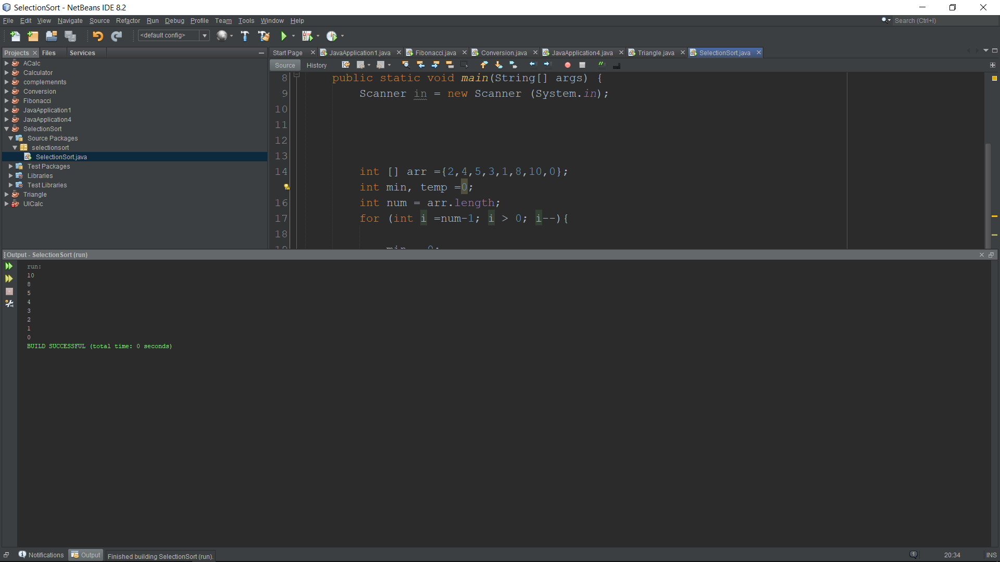 SelectionSort - NetBeans IDE 8.2
File Edit View Navigate Source Refactor Run Debug Profile Team Tools Window Help
Search (Ctrl+I)
<default config>
Projects Files Services
ACalc
Calculator
complemennts
Conversion
Fibonacci
JavaApplication1
JavaApplication4
SelectionSort
Source Packages
selectionsort
SelectionSort.java
Test Packages
Libraries
Test Libraries
Triangle
UICalc
Start Page JavaApplication1.java Fibonacci.java Conversion.java JavaApplication4.java Triangle.java SelectionSort.java
Source History
8 public static void main(String[] args) {
9 Scanner in = new Scanner (System.in);
10
11
12
13
14 int [] arr ={2,4,5,3,1,8,10,0};
int min, temp =0;
16 int num = arr.length;
17 for (int i =num-1; i > 0; i--){
18
Output - SelectionSort (run)
run:
10
8
5
4
3
2
1
0
BUILD SUCCESSFUL (total time: 0 seconds)
Notifications Output Finished building SelectionSort (run).
1 20:34 INS